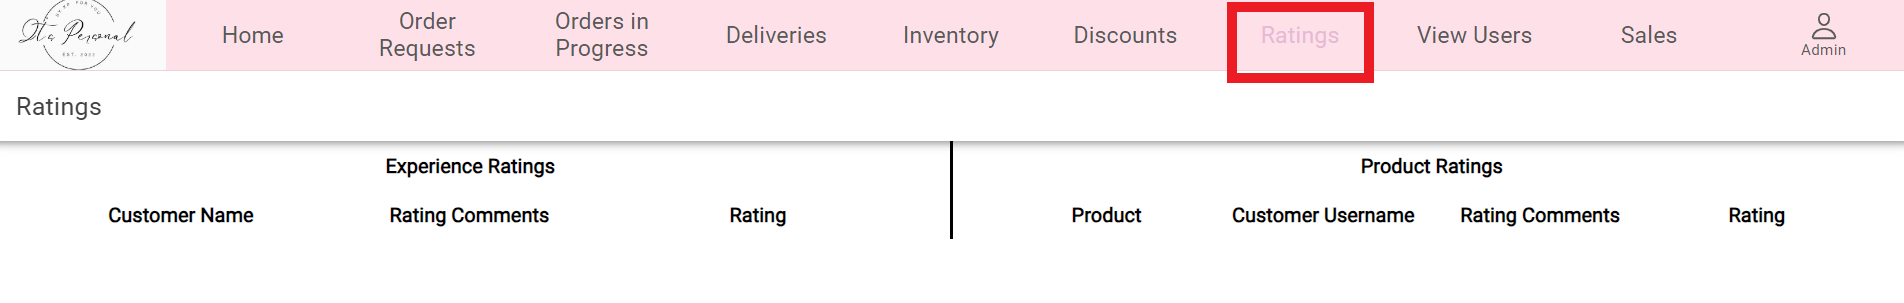 It's Personal
EST. 2022
Home
Order
Requests
Orders in
Progress
Deliveries
Inventory
Discounts
Ratings
View Users
Sales
Admin
Ratings
Experience Ratings
Product Ratings
Customer Name
Rating Comments
Rating
Product
Customer Username
Rating Comments
Rating